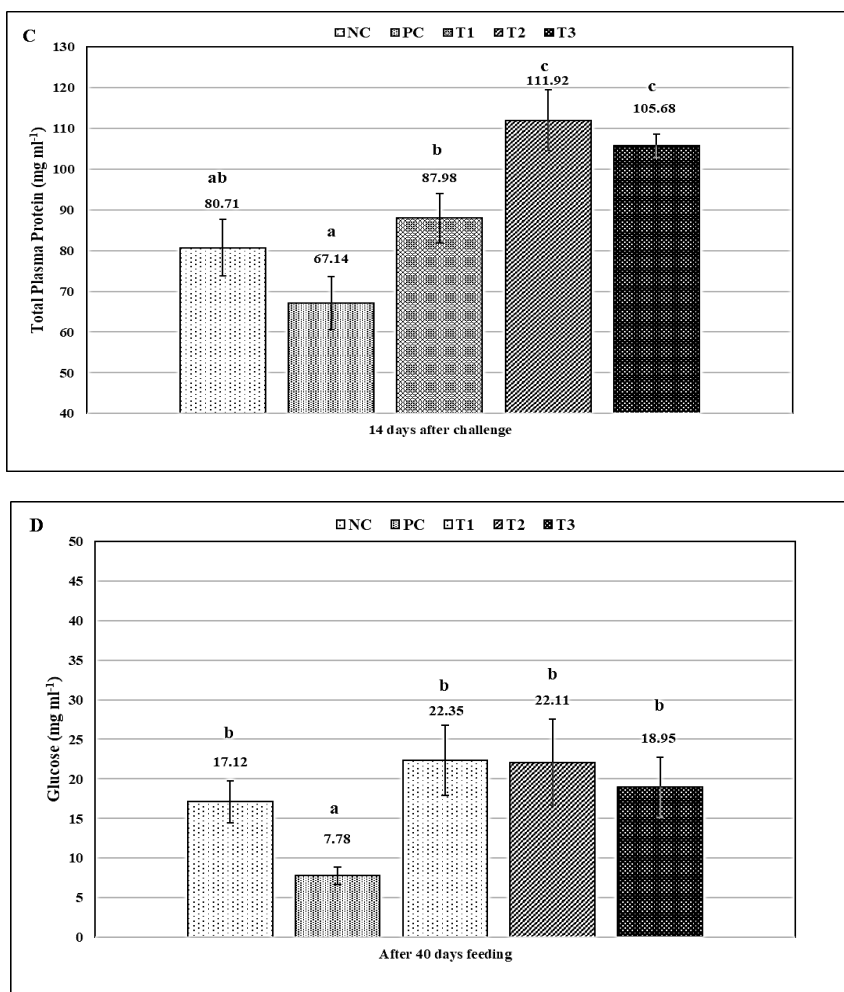 C
NC PC T1 T2 T3
130
120
110
100
90
80
70
60
50
40
Total Plasma Protein (mg ml-1)
ab
80.71
a
67.14
b
87.98
c
111.92
c
105.68
14 days after challenge
D
NC PC T1 T2 T3
50
45
40
35
30
25
20
15
10
5
0
Glucose (mg ml-1)
b
17.12
a
7.78
b
22.35
b
22.11
b
18.95
After 40 days feeding